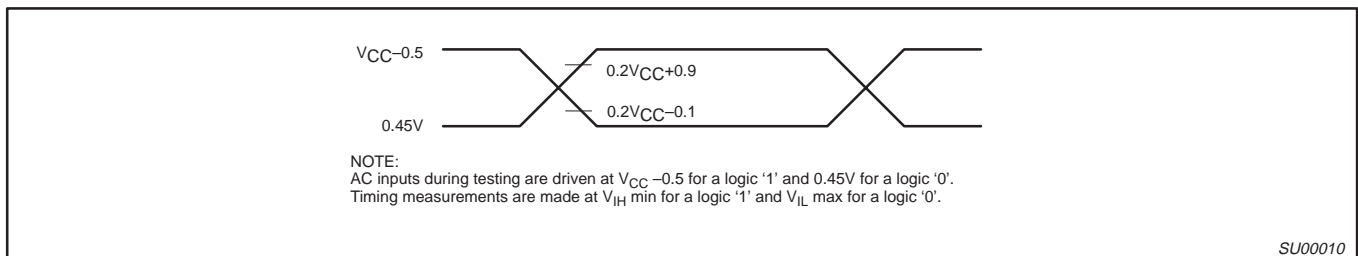 VCC–0.5
0.2VCC+0.9
0.2VCC–0.1
0.45V
NOTE:
AC inputs during testing are driven at VCC –0.5 for a logic ‘1’ and 0.45V for a logic ‘0’.
Timing measurements are made at VIH min for a logic ‘1’ and VIL max for a logic ‘0’.
SU00010